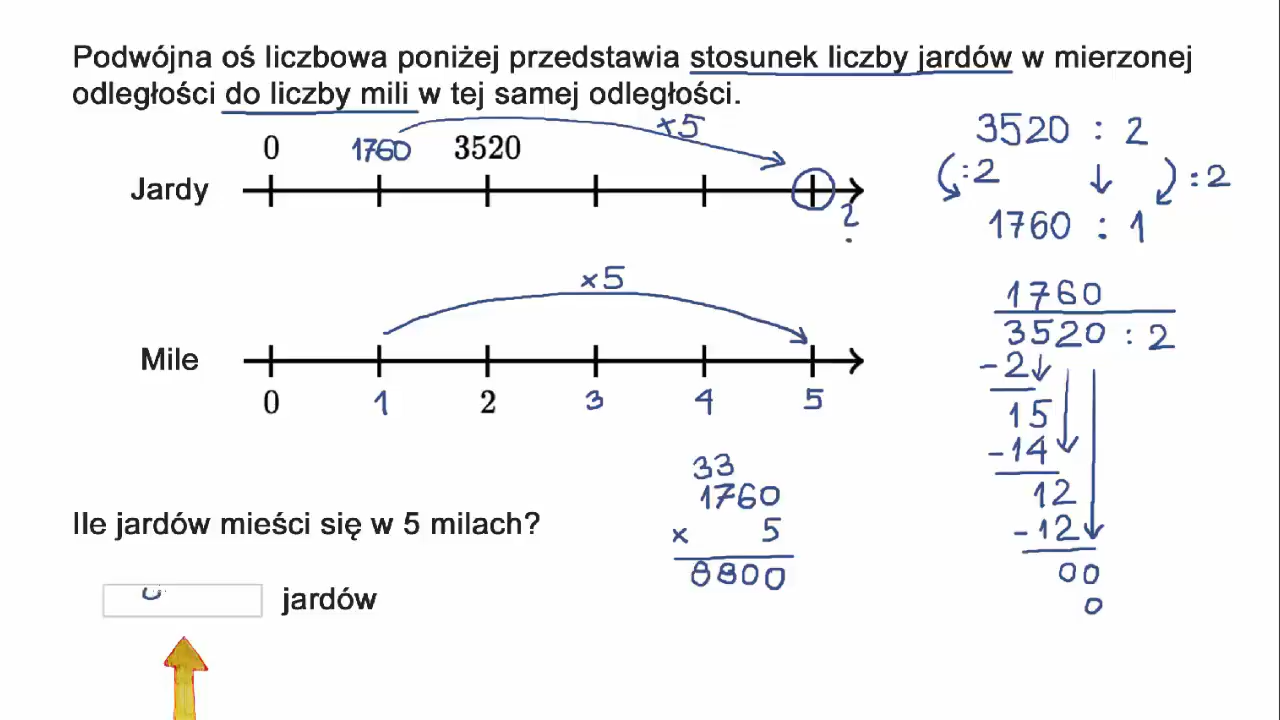 Podwójna oś liczbowa poniżej przedstawia stosunek liczby jardów w mierzonej
odległości do liczby mili w tej samej odległości.
×5
0 1760 3520
Jardy
?
×5
Mile
0 1 2 3 4 5
Ile jardów mieści się w 5 milach?
jardów
33
1760
× 5
8800
3520 : 2
:2 :2
1760 : 1
1760
3520 : 2
-2
15
-14
12
-12
00
0